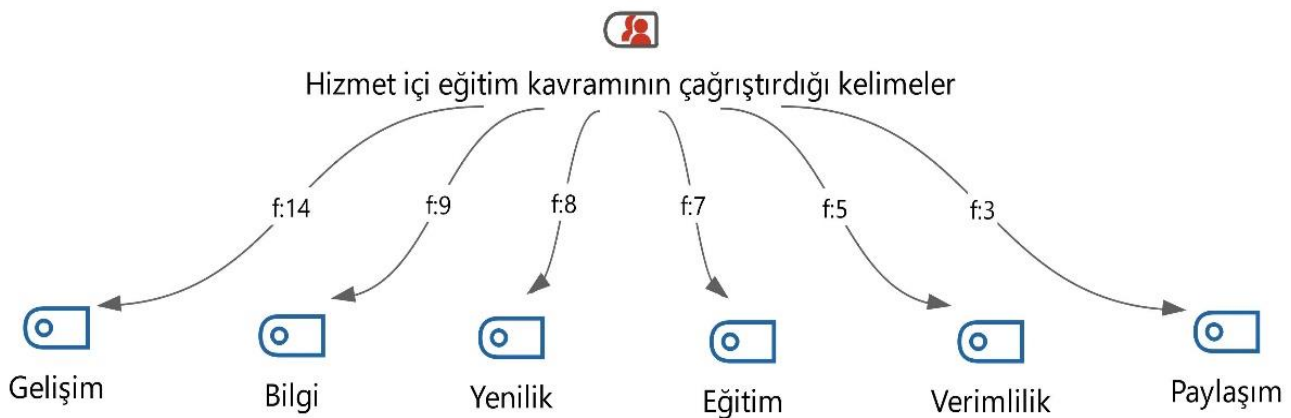 Hizmet içi eğitim kavramının çağrıştırdığı kelimeler
f:14 f:9 f:8 f:7 f:5 f:3
Gelişim Bilgi Yenilik Eğitim Verimlilik Paylaşım